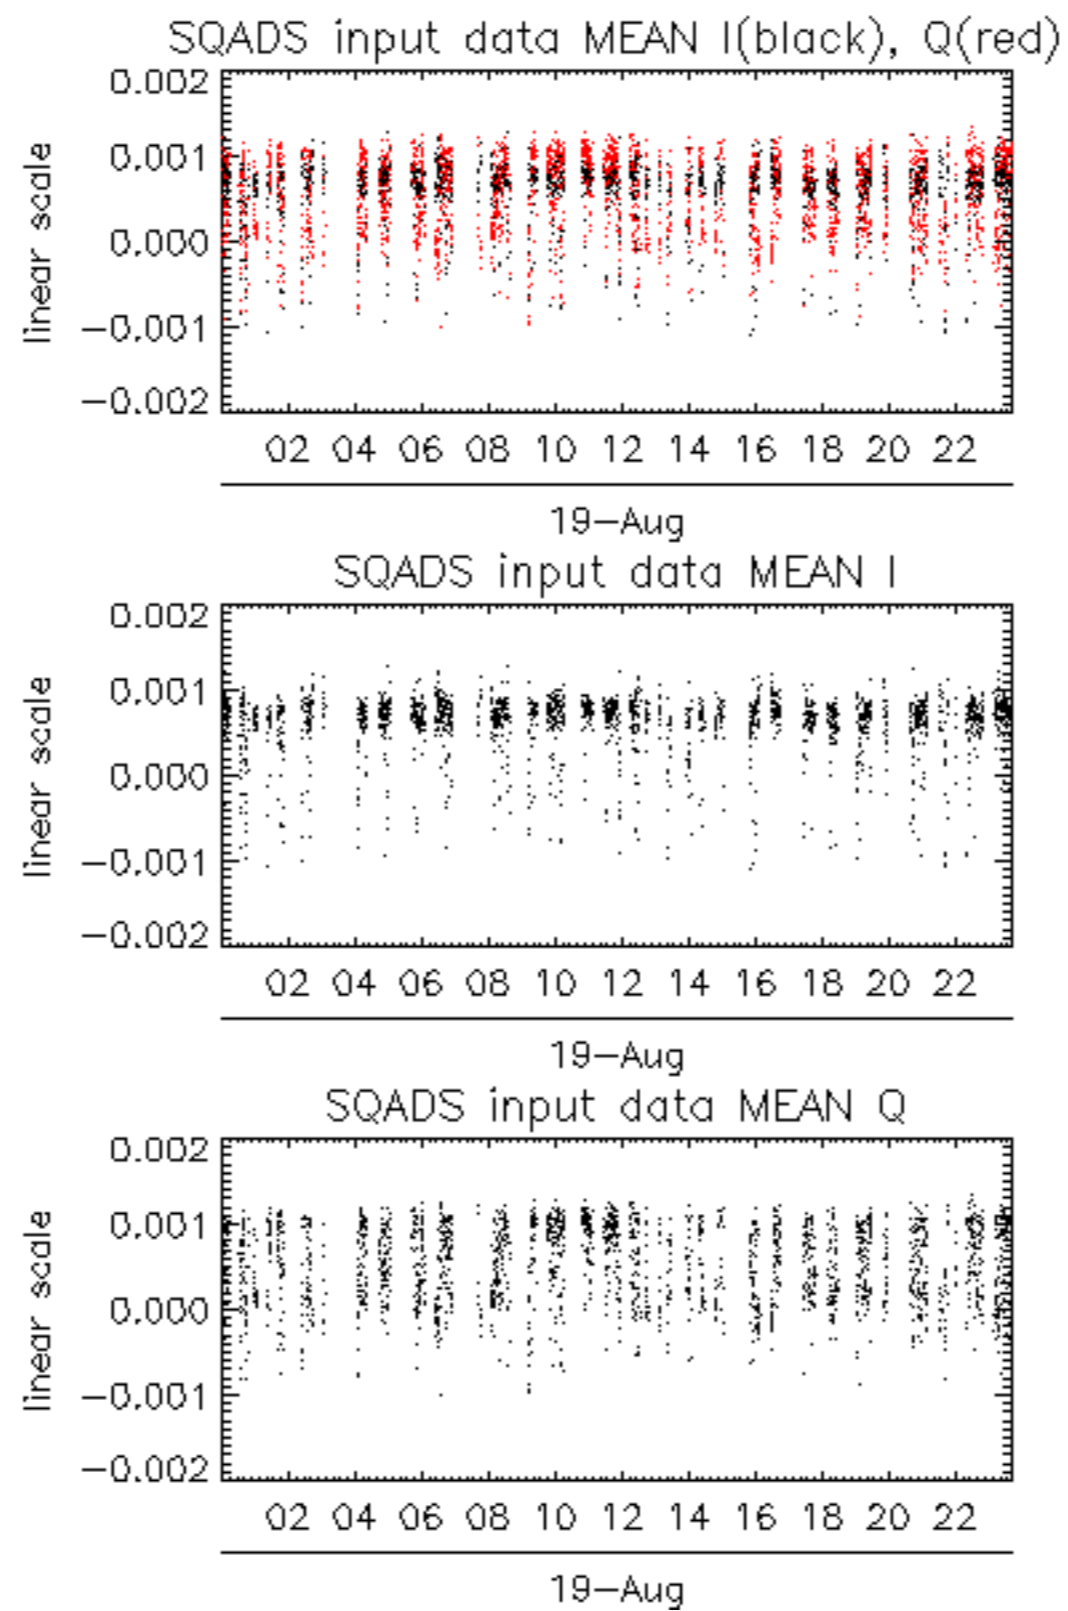 SQADS input data MEAN I(black), Q(red)
0.002
0.001
0.000
−0.001
−0.002
linear scale
02 04 06 08 10 12 14 16 18 20 22
19−Aug
SQADS input data MEAN I
0.002
0.001
0.000
−0.001
−0.002
linear scale
02 04 06 08 10 12 14 16 18 20 22
19−Aug
SQADS input data MEAN Q
0.002
0.001
0.000
−0.001
−0.002
linear scale
02 04 06 08 10 12 14 16 18 20 22
19−Aug